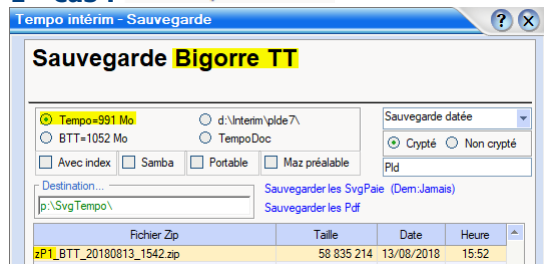 Tempo intérim - Sauvegarde
Sauvegarde Bigorre TT
Tempo=991 Mo
d:\Interim\plde7\
Sauvegarde datée
BTT=1052 Mo
TempoDoc
Crypté
Non crypté
Avec index
Samba
Portable
Maz préalable
Pld
Destination...
Sauvegarder les SvgPaie (Dern:Jamais)
p:\SvgTempo\
Sauvegarder les Pdf
Fichier Zip
Taille
Date
Heure
zP1_BTT_20180813_1542.zip
58 835 214
13/08/2018
15:52